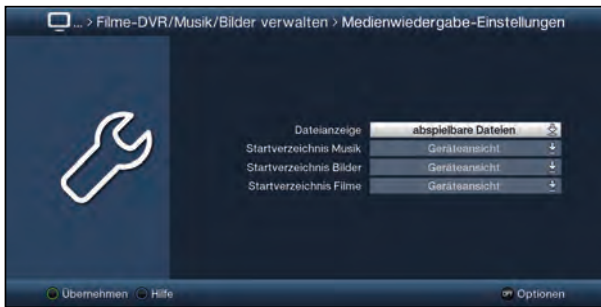 ... > Filme-DVR/Musik/Bilder verwalten > Medienwiedergabe-Einstellungen
Dateianzeige abspielbare Dateien
Startverzeichnis Musik Geräteansicht
Startverzeichnis Bilder Geräteansicht
Startverzeichnis Filme Geräteansicht
Übernehmen Hilfe OPT Optionen